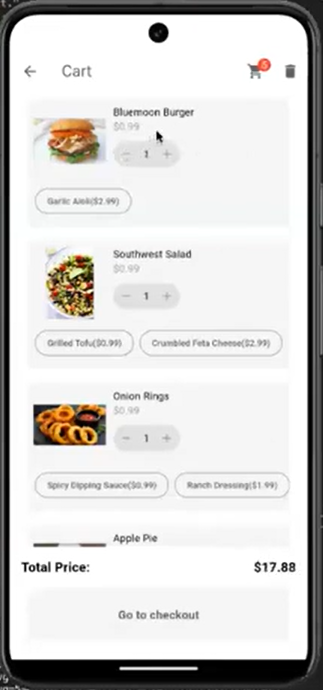 Cart
5
Bluemoon Burger
$0.99
− 1 +
Garlic Aioli($2.99)
Southwest Salad
$0.99
− 1 +
Grilled Tofu($0.99) Crumbled Feta Cheese($2.99)
Onion Rings
$0.99
− 1 +
Spicy Dipping Sauce($0.99) Ranch Dressing($1.99)
Apple Pie
Total Price: $17.88
Go to checkout